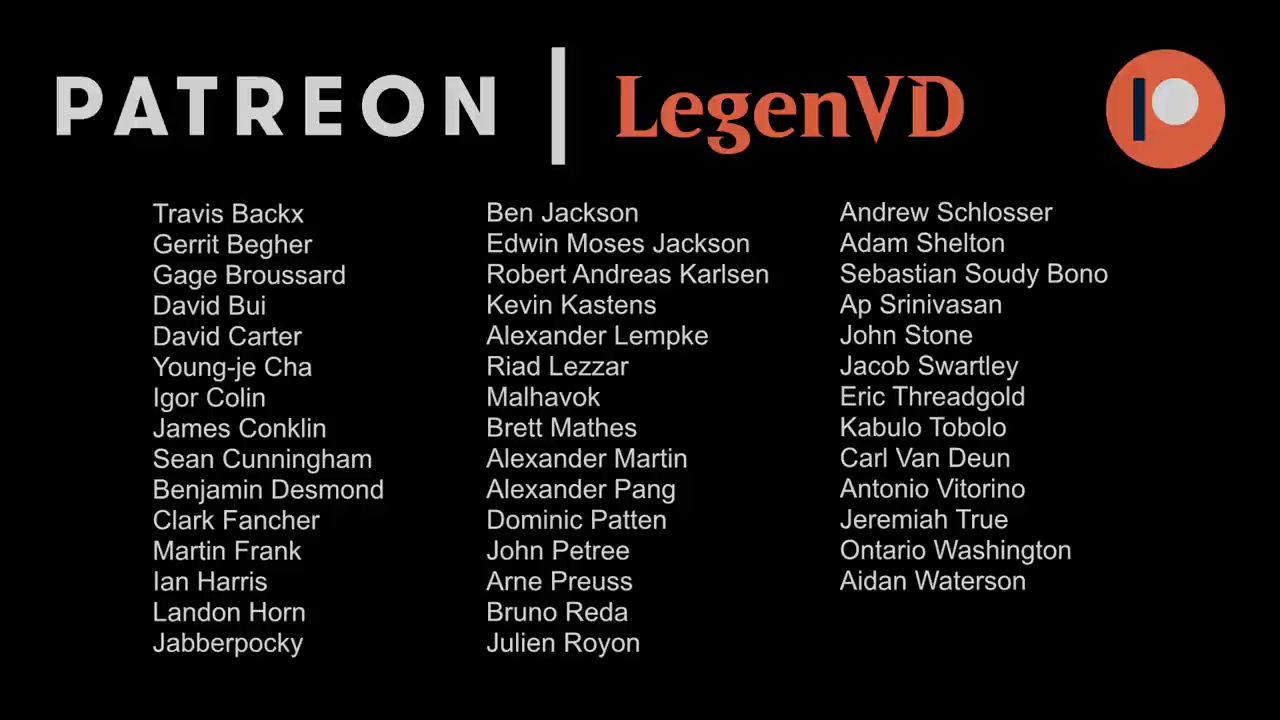 PATREON | LegenVD
Travis Backx
Gerrit Begher
Gage Broussard
David Bui
David Carter
Young-je Cha
Igor Colin
James Conklin
Sean Cunningham
Benjamin Desmond
Clark Fancher
Martin Frank
Ian Harris
Landon Horn
Jabberpocky
Ben Jackson
Edwin Moses Jackson
Robert Andreas Karlsen
Kevin Kastens
Alexander Lempke
Riad Lezzar
Malhavok
Brett Mathes
Alexander Martin
Alexander Pang
Dominic Patten
John Petree
Arne Preuss
Bruno Reda
Julien Royon
Andrew Schlosser
Adam Shelton
Sebastian Soudy Bono
Ap Srinivasan
John Stone
Jacob Swartley
Eric Threadgold
Kabulo Tobolo
Carl Van Deun
Antonio Vitorino
Jeremiah True
Ontario Washington
Aidan Waterson